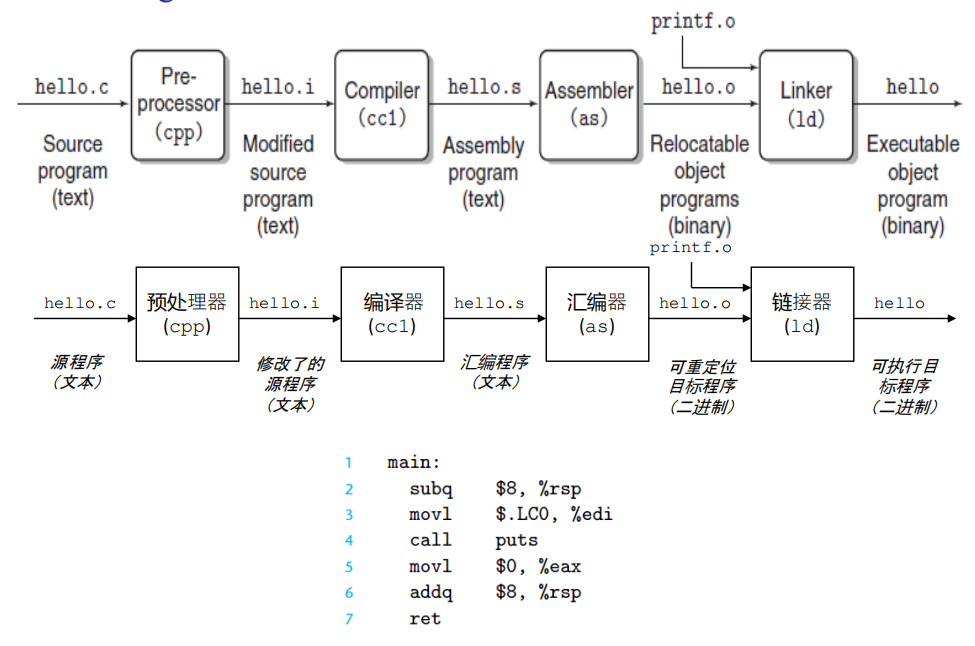 printf.o
hello.c
Pre-
processor
(cpp)
hello.i
Compiler
(cc1)
hello.s
Assembler
(as)
hello.o
Linker
(ld)
hello
Source
program
(text)
Modified
source
program
(text)
Assembly
program
(text)
Relocatable
object
programs
(binary)
Executable
object
program
(binary)
printf.o
hello.c
预处理器
(cpp)
hello.i
编译器
(cc1)
hello.s
汇编器
(as)
hello.o
链接器
(ld)
hello
源程序
（文本）
修改了的
源程序
（文本）
汇编程序
（文本）
可重定位
目标程序
（二进制）
可执行目
标程序
（二进制）
1 main:
2 subq $8, %rsp
3 movl $.LC0, %edi
4 call puts
5 movl $0, %eax
6 addq $8, %rsp
7 ret